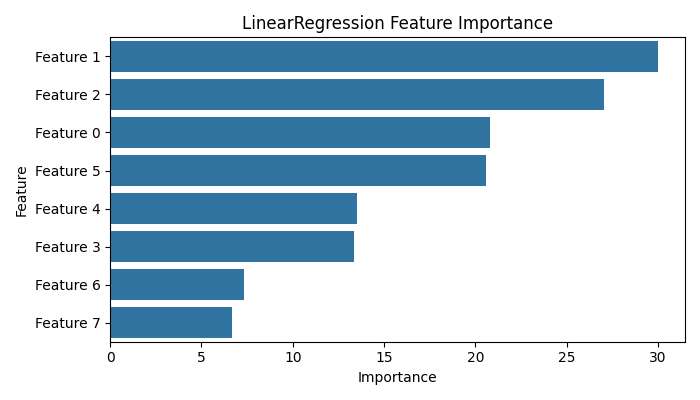 LinearRegression Feature Importance
Feature 1
Feature 2
Feature 0
Feature 5
Feature 4
Feature 3
Feature 6
Feature 7
Feature
0 5 10 15 20 25 30
Importance